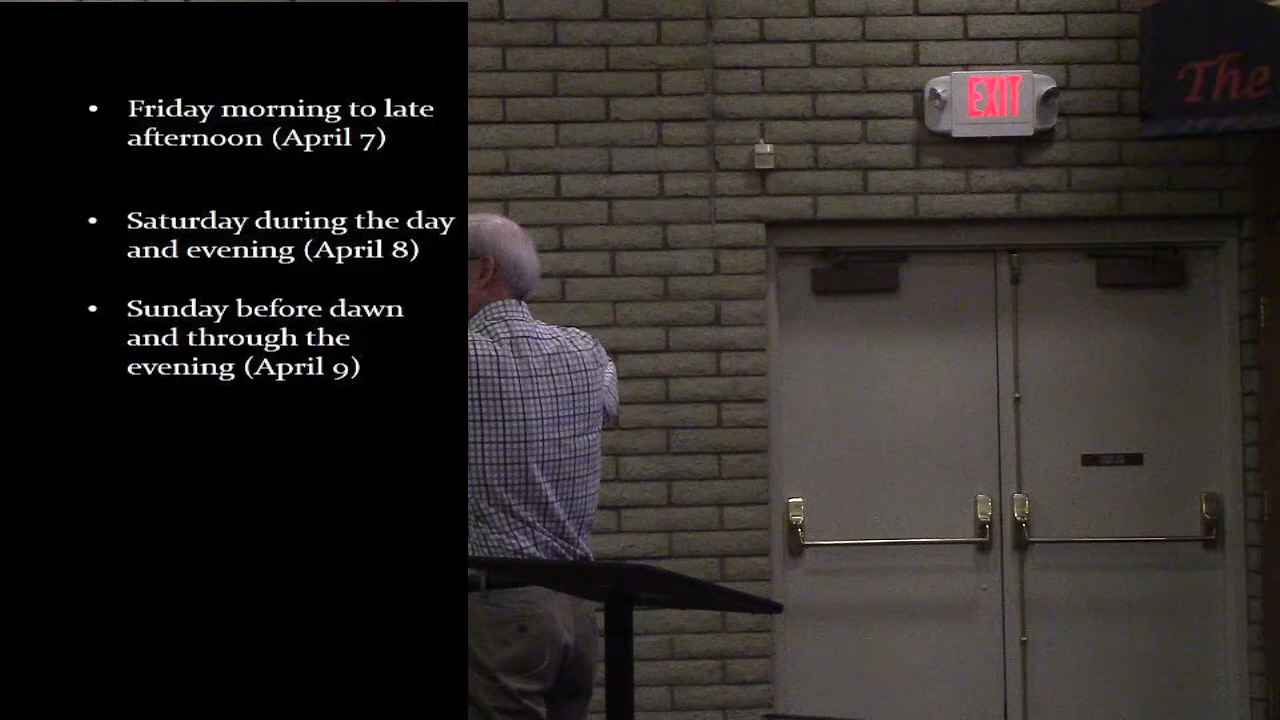 • Friday morning to late
afternoon (April 7)
• Saturday during the day
and evening (April 8)
• Sunday before dawn
and through the
evening (April 9)
EXIT
The